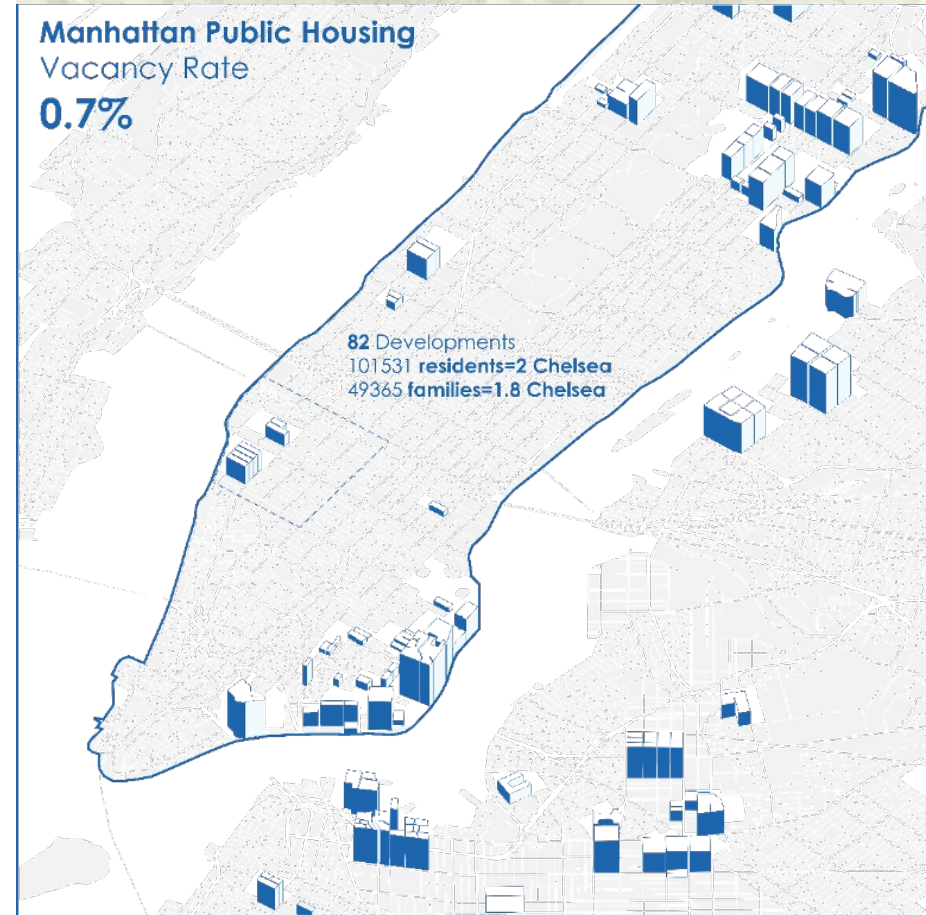 Manhattan Public Housing
Vacancy Rate
0.7%
82 Developments
101531 residents=2 Chelsea
49365 families=1.8 Chelsea